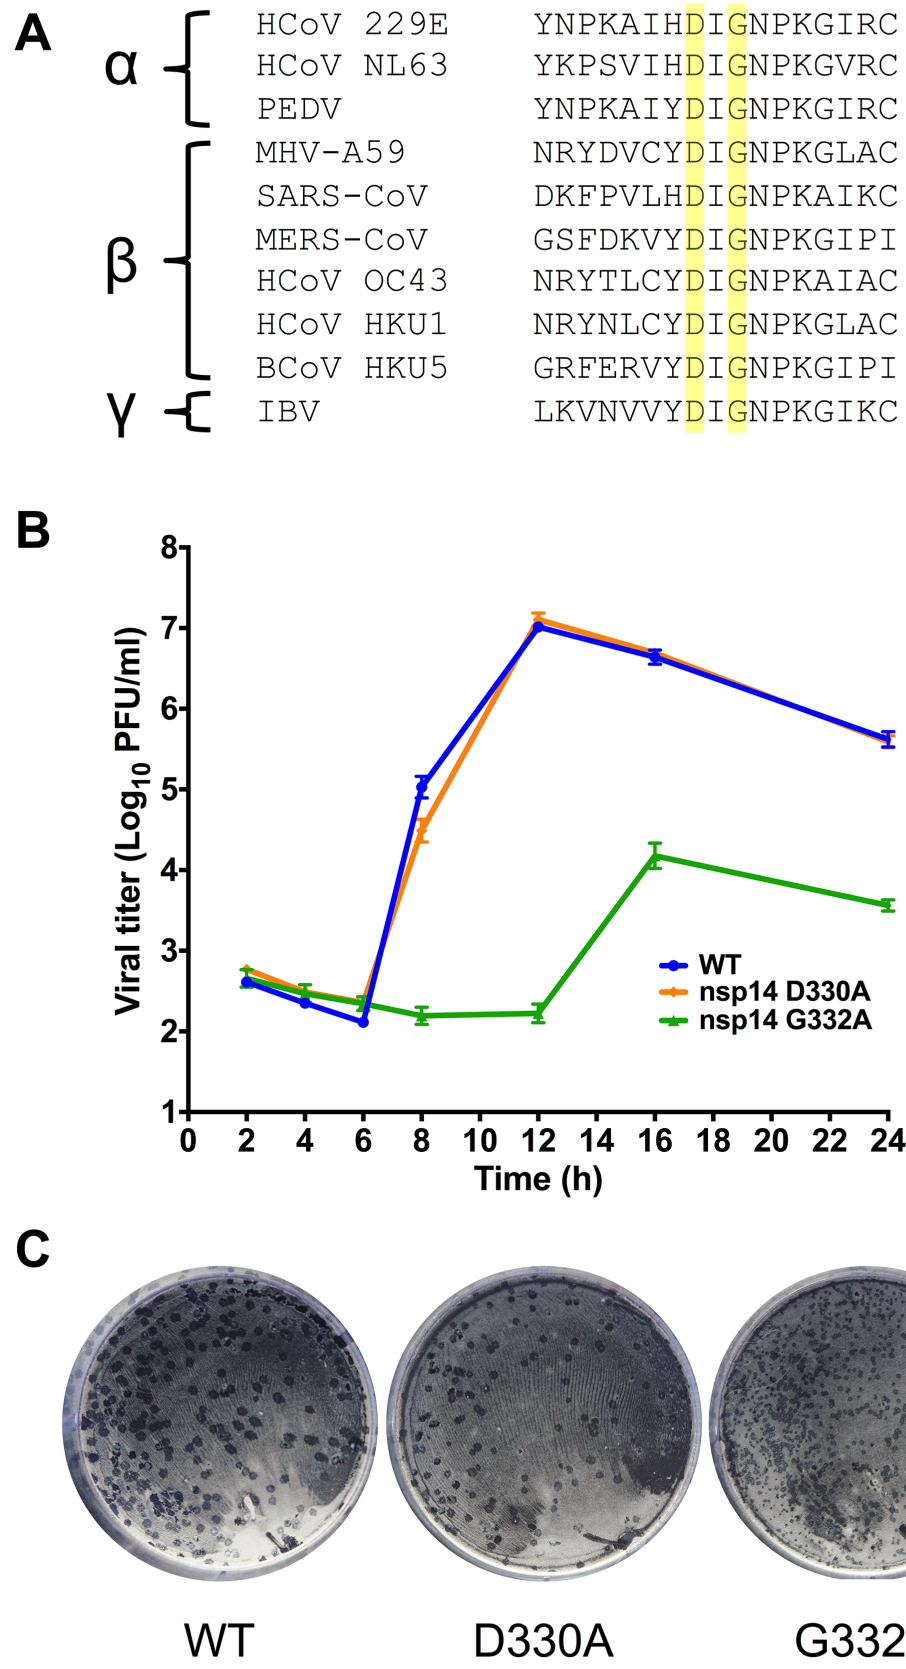 A
α
HCoV 229E YNPKAIHDIGNPKGIRC
HCoV NL63 YKPSVIHDIGNPKGVRC
PEDV YNPKAIYDIGNPKGIRC
β
MHV-A59 NRYDVCYDIGNPKGLAC
SARS-CoV DKFPVLHDIGNPKAIKC
MERS-CoV GSFDKVYDIGNPKGIPI
HCoV OC43 NRYTLCYDIGNPKAIAC
HCoV HKU1 NRYNLCYDIGNPKGLAC
BCoV HKU5 GRFERVYDIGNPKGIPI
γ
IBV LKVNVVYDIGNPKGIKC
B
Viral titer (Log10 PFU/ml)
8
7
6
5
4
3
2
1
WT
nsp14 D330A
nsp14 G332A
0 2 4 6 8 10 12 14 16 18 20 22 24
Time (h)
C
WT D330A G332